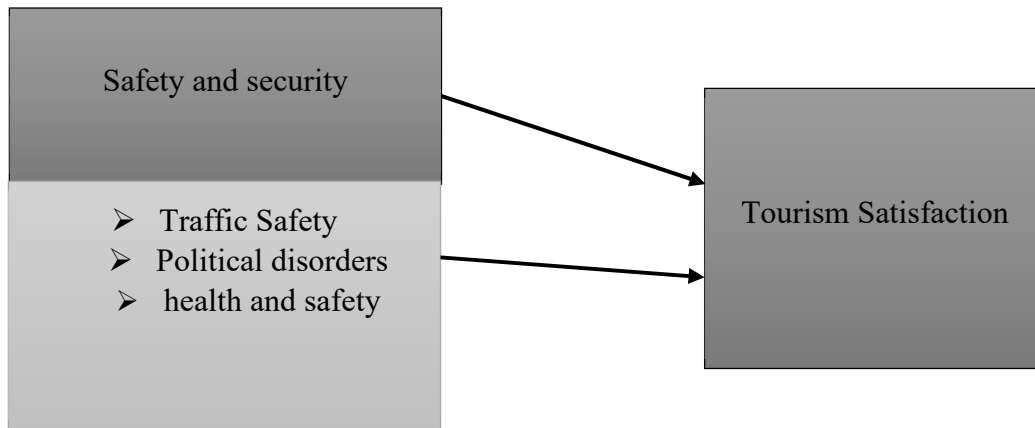 Safety and security
➢ Traffic Safety
➢ Political disorders
➢ health and safety
Tourism Satisfaction